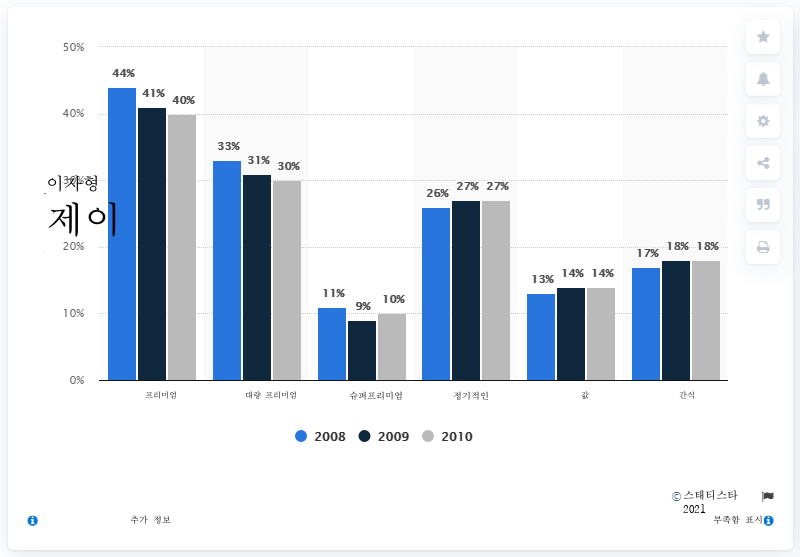 50%
44%
41%
40%
40%
33%
31%
30%
이자형
30%
26%
27%
27%
제이
20%
17%
18%
18%
13%
14%
14%
11%
9%
10%
10%
0%
프리미엄
대량 프리미엄
슈퍼프리미엄
정기적인
값
간식
2008
2009
2010
© 스태티스타
2021
추가 정보
부족함 표시